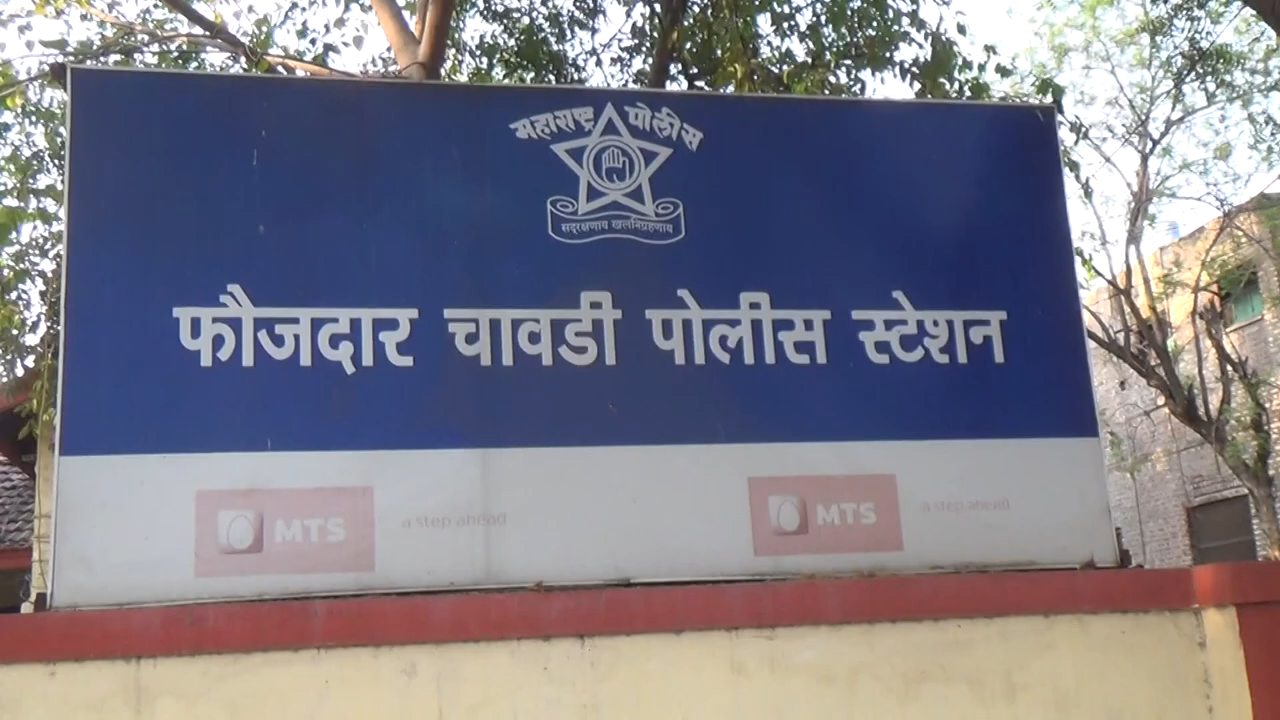 महाराष्ट्र पोलीस
सद्रक्षणाय खलनिग्रहणाय
फौजदार चावडी पोलीस स्टेशन
MTS a step ahead MTS a step ahead